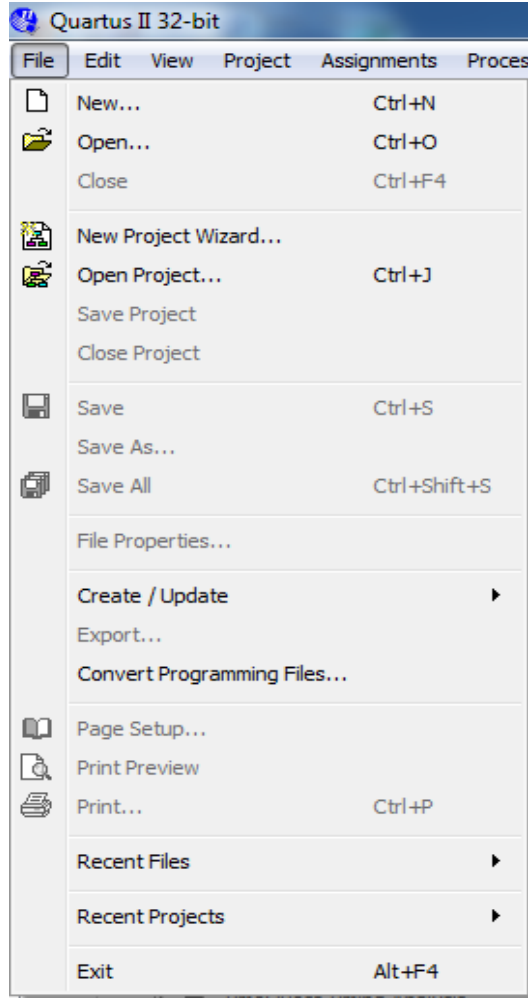 Quartus II 32-bit
File Edit View Project Assignments
New... Ctrl+N
Open... Ctrl+O
Close Ctrl+F4
New Project Wizard...
Open Project... Ctrl+J
Save Project
Close Project
Save Ctrl+S
Save As...
Save All Ctrl+Shift+S
File Properties...
Create / Update
Export...
Convert Programming Files...
Page Setup...
Print Preview
Print... Ctrl+P
Recent Files
Recent Projects
Exit Alt+F4